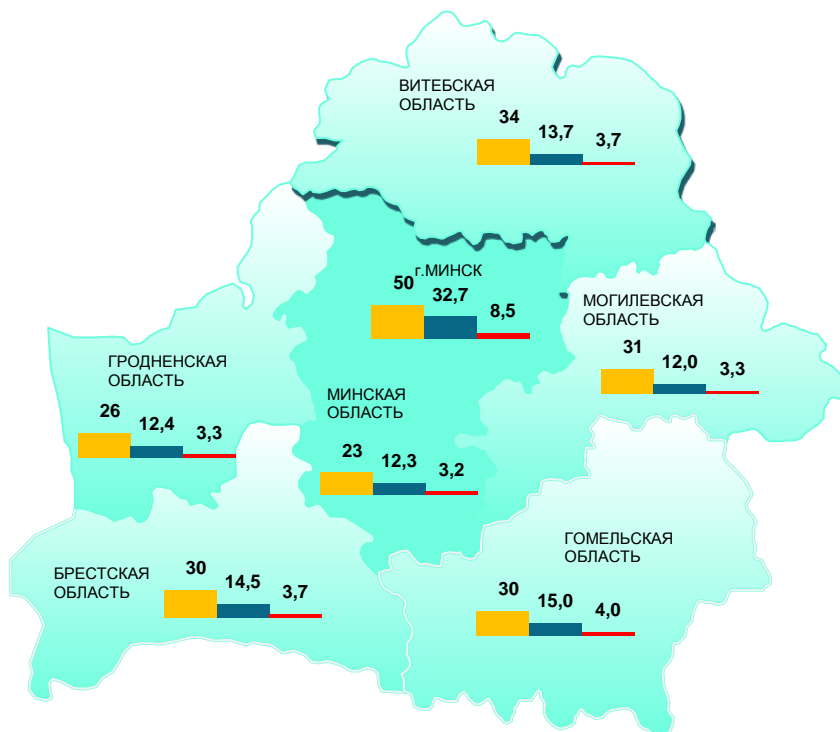 ВИТЕБСКАЯ
ОБЛАСТЬ
34
13,7
3,7
г.МИНСК
50
32,7
8,5
МОГИЛЕВСКАЯ
ОБЛАСТЬ
31
12,0
3,3
ГРОДНЕНСКАЯ
ОБЛАСТЬ
26
12,4
3,3
МИНСКАЯ
ОБЛАСТЬ
23
12,3
3,2
ГОМЕЛЬСКАЯ
ОБЛАСТЬ
30
15,0
4,0
БРЕСТСКАЯ
ОБЛАСТЬ
30
14,5
3,7